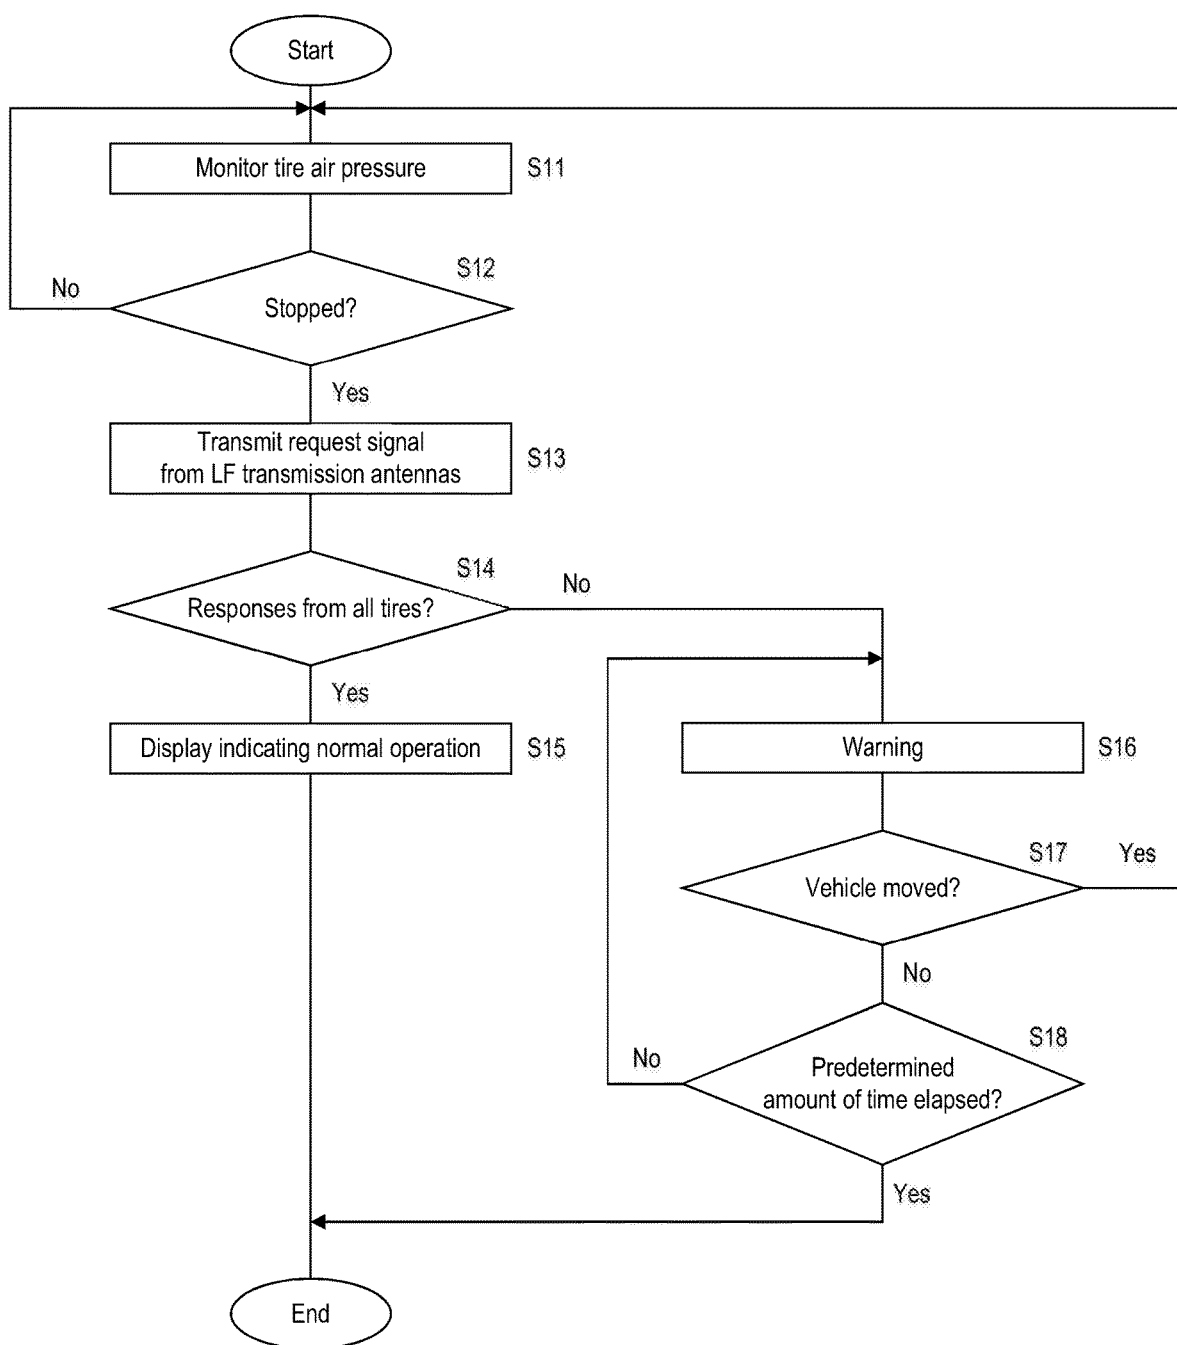 Start
Monitor tire air pressure
S11
S12
No
Stopped?
Yes
Transmit request signal
from LF transmission antennas
S13
S14
No
Responses from all tires?
Yes
Display indicating normal operation
S15
Warning
S16
S17
Yes
Vehicle moved?
No
S18
No
Predetermined
amount of time elapsed?
Yes
End